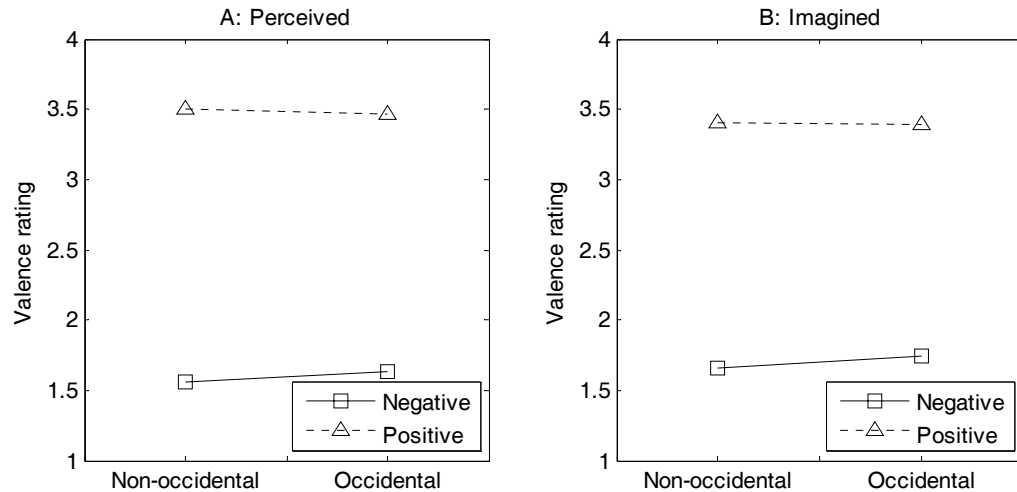 A: Perceived
4
3.5
3
2.5
2
1.5
1
Valence rating
Non-occidental
Occidental
Negative
Positive
B: Imagined
4
3.5
3
2.5
2
1.5
1
Valence rating
Non-occidental
Occidental
Negative
Positive